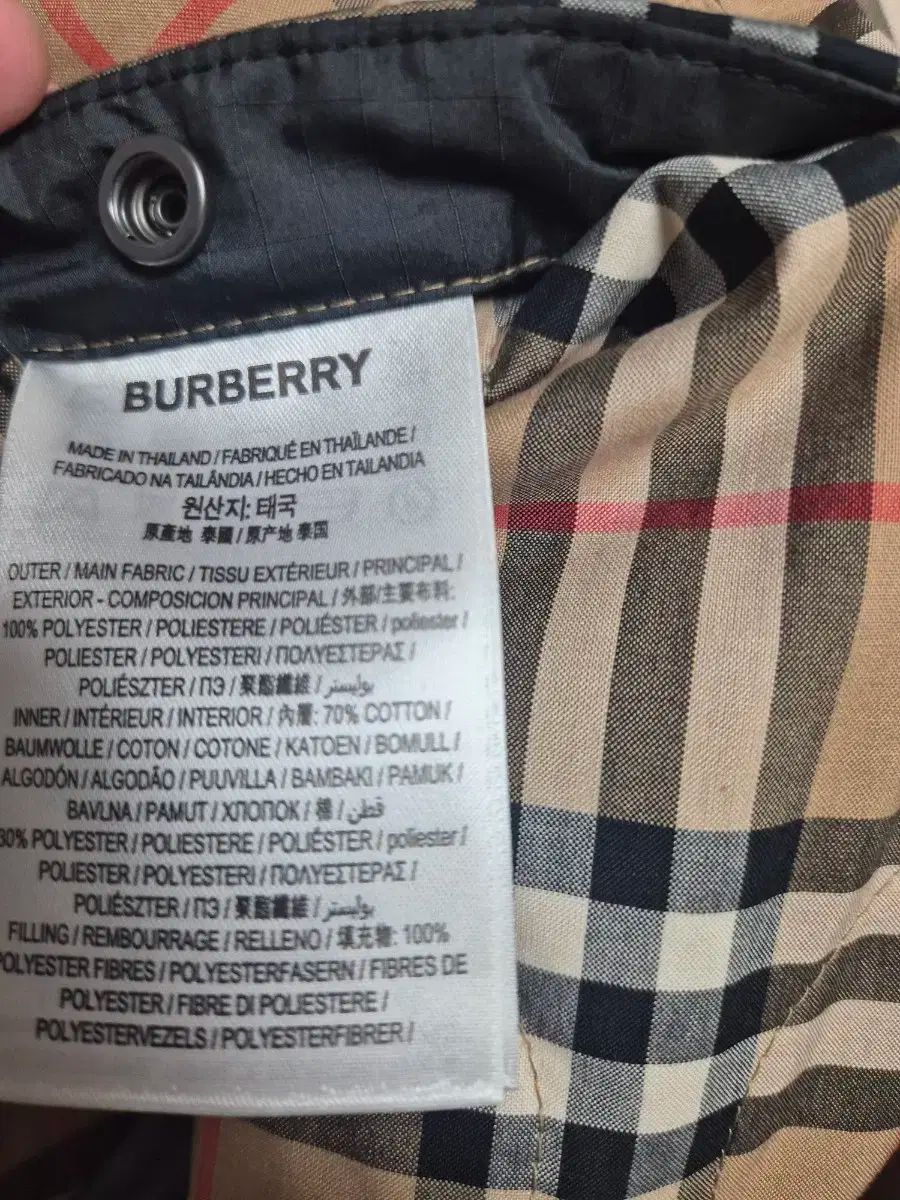 BURBERRY
MADE IN THAILAND / FABRIQUÉ EN THAÏLANDE /
FABRICADO NA TAILÂNDIA / HECHO EN TAILANDIA
원산지: 태국
原產地 泰國 / 原产地 泰国
OUTER / MAIN FABRIC / TISSU EXTÉRIEUR / PRINCIPAL /
EXTERIOR - COMPOSICION PRINCIPAL / 外部/主要布料:
100% POLYESTER / POLIESTERE / POLIÉSTER / poliester /
POLIESTER / POLYESTERI / ΠΟΛΥΕΣΤΕΡΑΣ /
POLIÉSZTER / ПЭ / 聚酯纖維 / بوليستر
INNER / INTÉRIEUR / INTERIOR / 內層: 70% COTTON /
BAUMWOLLE / COTON / COTONE / KATOEN / BOMULL /
ALGODÓN / ALGODÃO / PUUVILLA / BAMBAKI / PAMUK /
BAVLNA / PAMUT / ХЛОПОК / 棉 / قطن
30% POLYESTER / POLIESTERE / POLIÉSTER / poliester /
POLIESTER / POLYESTERI / ΠΟΛΥΕΣΤΕΡΑΣ /
POLIÉSZTER / ПЭ / 聚酯纖維 / بوليستر
FILLING / REMBOURRAGE / RELLENO / 填充物: 100%
POLYESTER FIBRES / POLYESTERFASERN / FIBRES DE
POLYESTER / FIBRE DI POLIESTERE /
POLYESTERVEZELS / POLYESTERFIBRER /